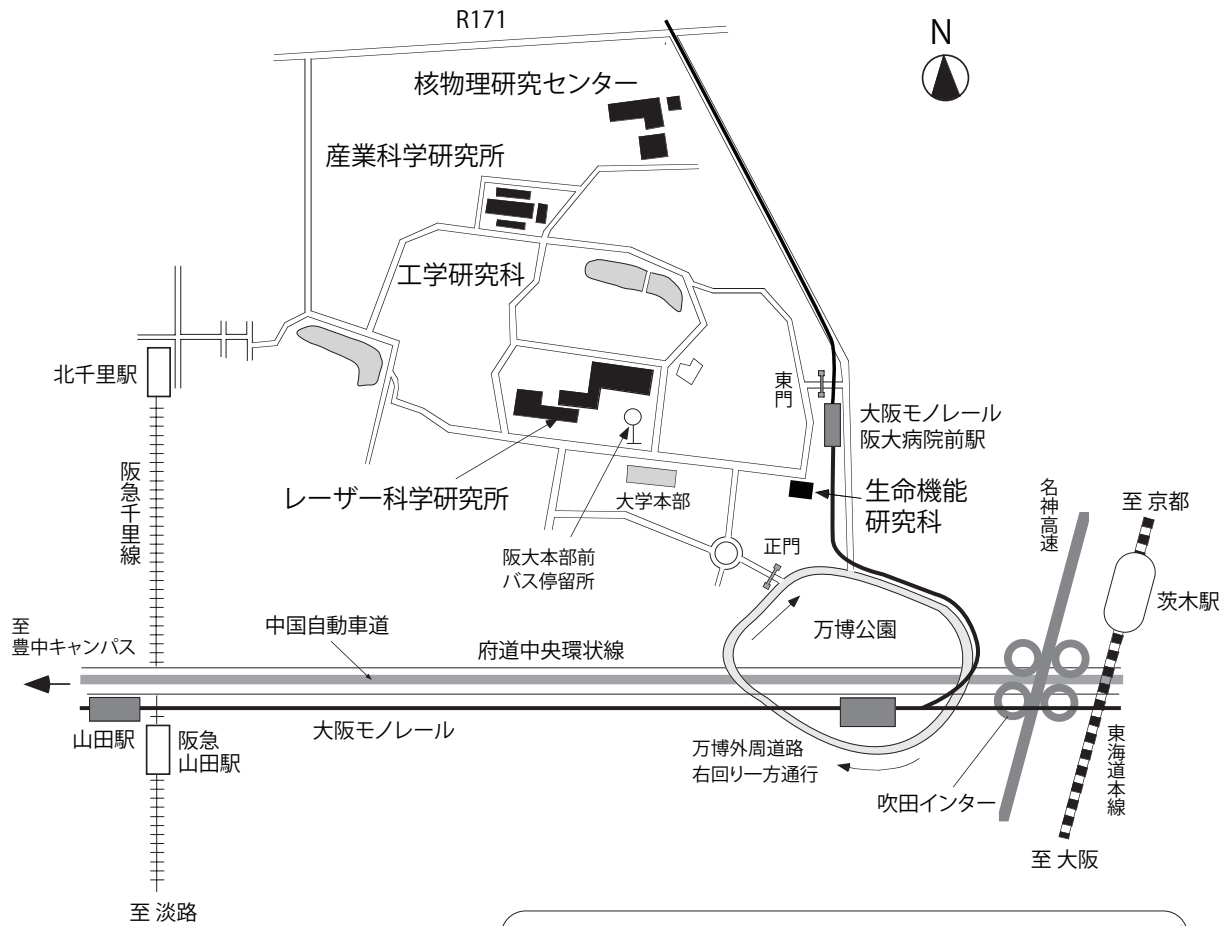 R171
N
核物理研究センター
産業科学研究所
工学研究科
北千里駅
東門
大阪モノレール
阪大病院前駅
阪急千里線
レーザー科学研究所
大学本部
生命機能
研究科
名神高速
至 京都
阪大本部前
バス停留所
正門
茨木駅
至
豊中キャンパス
中国自動車道
府道中央環状線
万博公園
山田駅
阪急
山田駅
大阪モノレール
万博外周道路
右回り一方通行
吹田インター
東海道本線
至 大阪
至 淡路